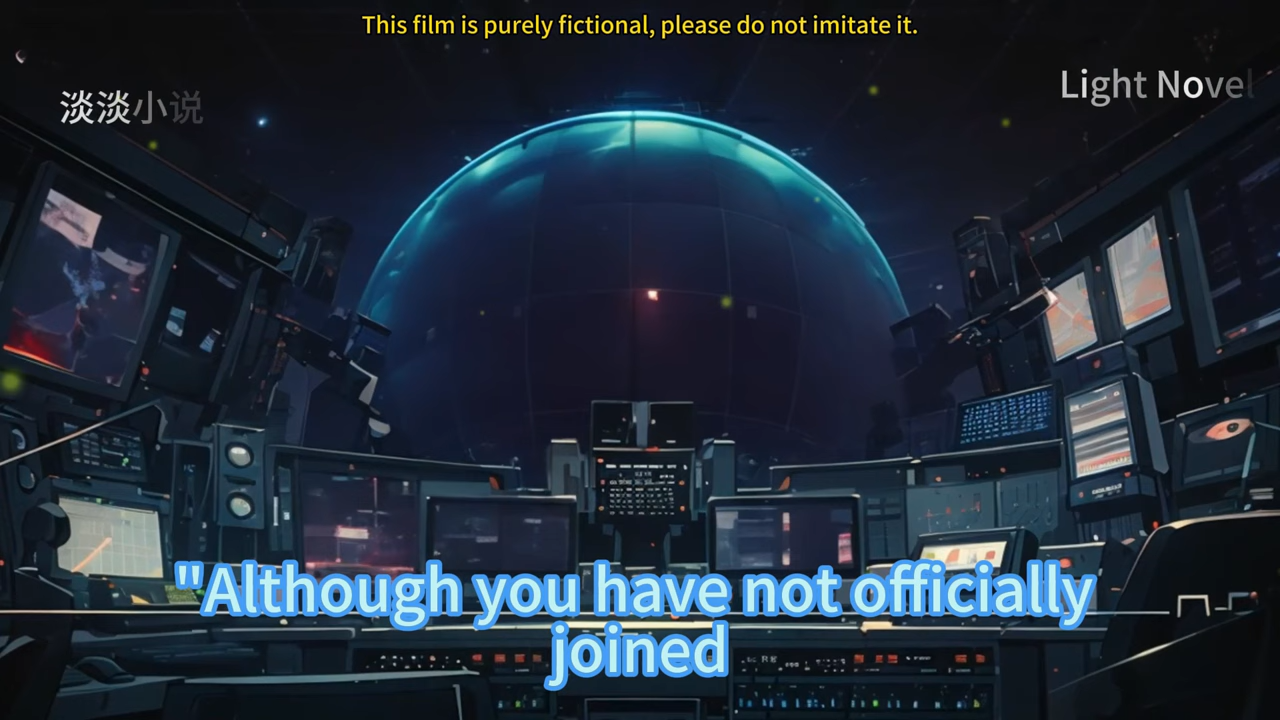 This film is purely fictional, please do not imitate it.
淡淡小说
Light Novel
"Although you have not officially
joined